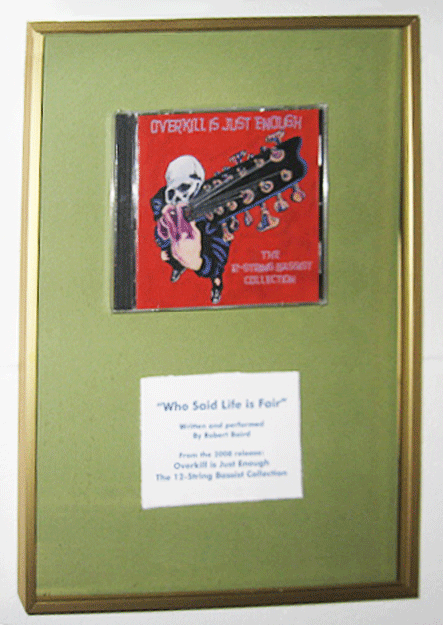 OVERKILL IS JUST ENOUGH
THE
12-STRING BASSIST
COLLECTION
"Who Said Life is Fair"
Written and performed
By Robert Baird
From the 2008 release:
Overkill is Just Enough
The 12-String Bassist Collection